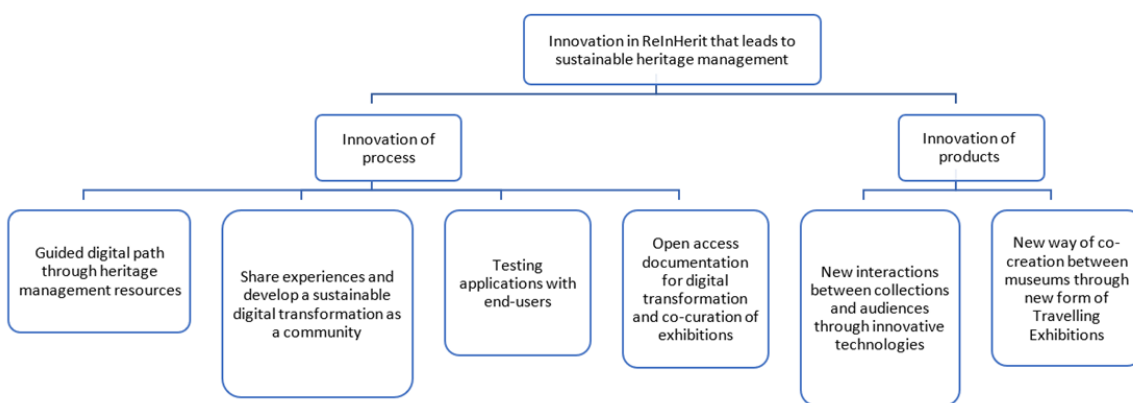 Innovation in ReInHerit that leads to
sustainable heritage management
Innovation of
process
Innovation of
products
Guided digital path
through heritage
management resources
Share experiences and
develop a sustainable
digital transformation as
a community
Testing
applications with
end-users
Open access
documentation
for digital
transformation
and co-curation of
exhibitions
New interactions
between collections
and audiences
through innovative
technologies
New way of co-
creation between
museums through
new form of
Travelling
Exhibitions